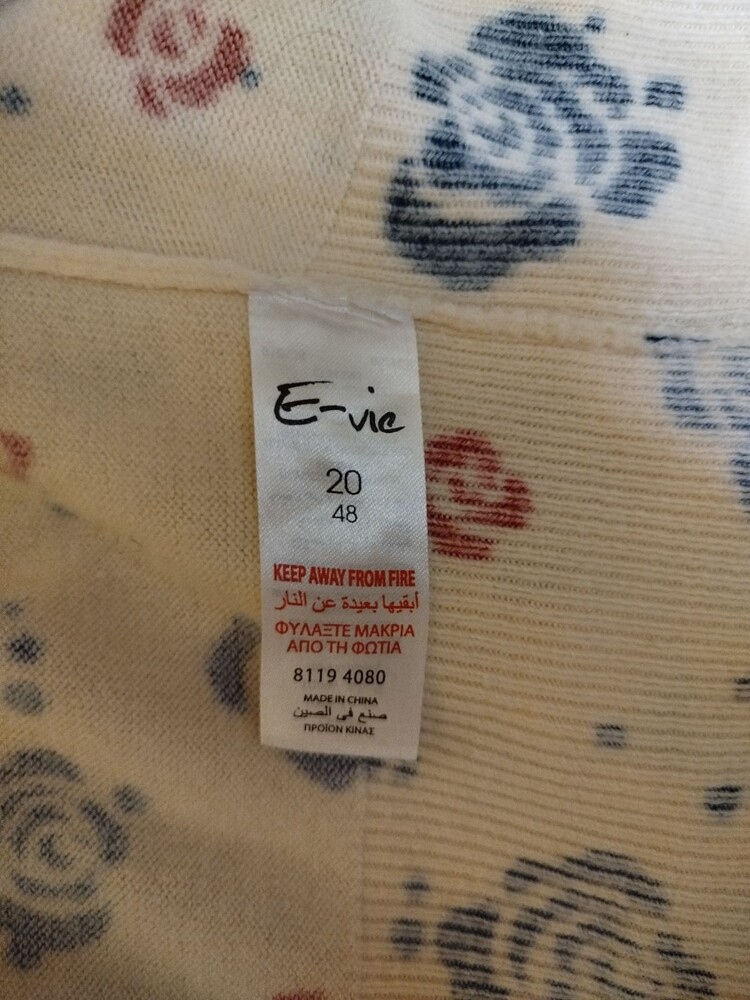 E-vie
20
48
KEEP AWAY FROM FIRE
أبقيها بعيدة عن النار
ΦΥΛΑΞΤΕ ΜΑΚΡΙΑ
ΑΠΟ ΤΗ ΦΩΤΙΑ
8119 4080
MADE IN CHINA
صنع في الصين
ΠΡΟΪΟΝ ΚΙΝΑΣ